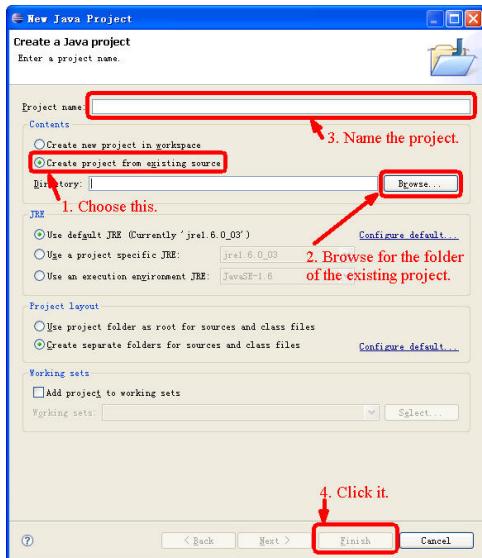 New Java Project
Create a Java project
Enter a project name.
Project name:
3. Name the project.
Contents
Create new project in workspace
Create project from existing source
Directory:
Browse...
1. Choose this.
JRE
Use default JRE (Currently 'jre1.6.0_03')
Configure default...
Use a project specific JRE:
jre1.6.0_03
2. Browse for the folder
of the existing project.
Use an execution environment JRE:
JavaSE-1.6
Project layout
Use project folder as root for sources and class files
Create separate folders for sources and class files
Configure default...
Working sets
Add project to working sets
Working sets:
Select...
4. Click it.
?
< Back
Next >
Finish
Cancel